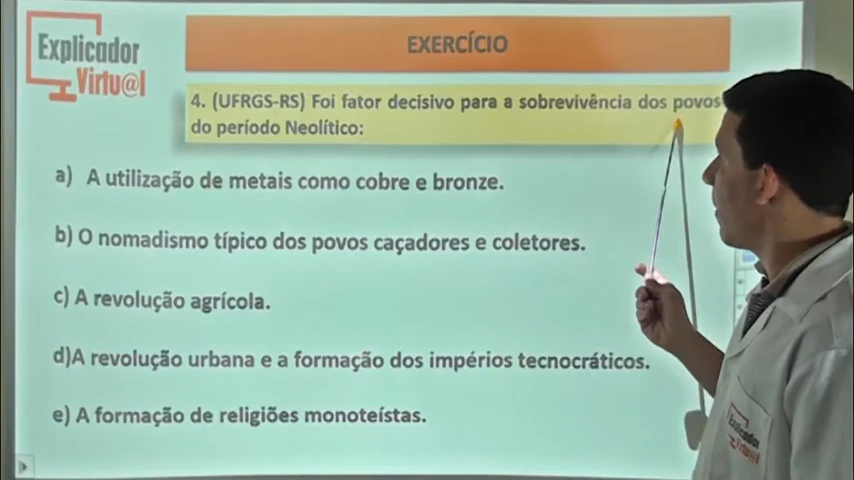 Explicador
Virtu@l
EXERCÍCIO
4. (UFRGS-RS) Foi fator decisivo para a sobrevivência dos povos
do período Neolítico:
a) A utilização de metais como cobre e bronze.
b) O nomadismo típico dos povos caçadores e coletores.
c) A revolução agrícola.
d)A revolução urbana e a formação dos impérios tecnocráticos.
e) A formação de religiões monoteístas.
Explicador
Virtu@l